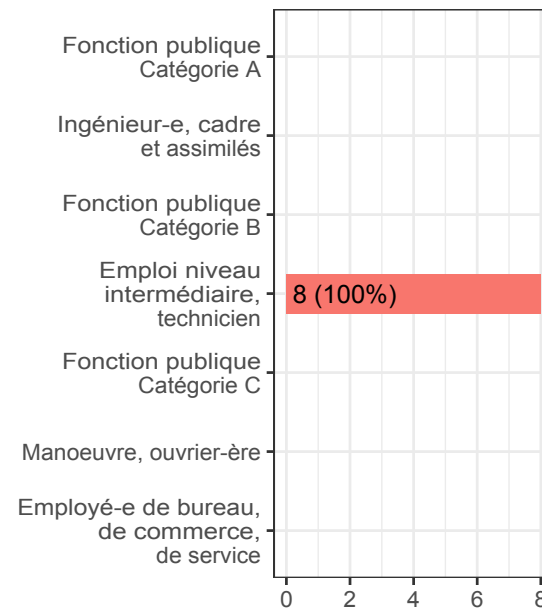 Fonction publique
Catégorie A
Ingénieur-e, cadre
et assimilés
Fonction publique
Catégorie B
Emploi niveau
intermédiaire,
technicien
8 (100%)
Fonction publique
Catégorie C
Manoeuvre, ouvrier-ère
Employé-e de bureau,
de commerce,
de service
0 2 4 6 8